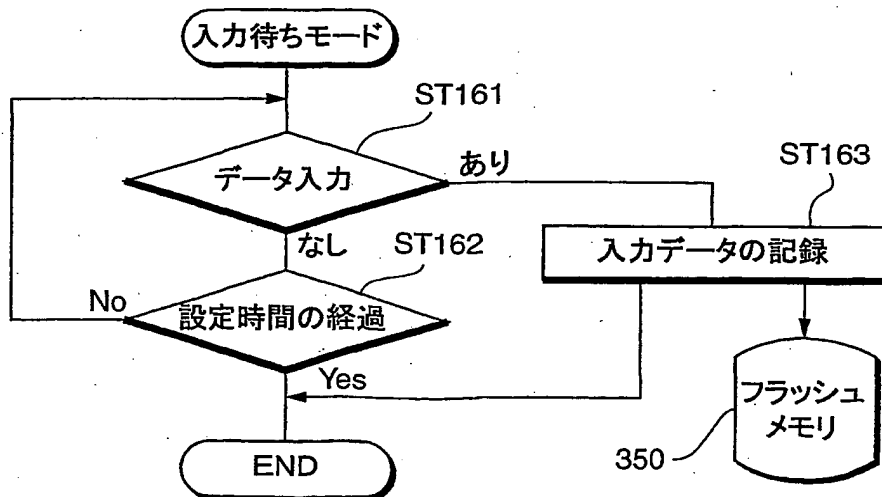 入力待ちモード
ST161
データ入力
あり
ST163
なし
ST162
入力データの記録
No
設定時間の経過
Yes
フラッシュ
メモリ
350
END